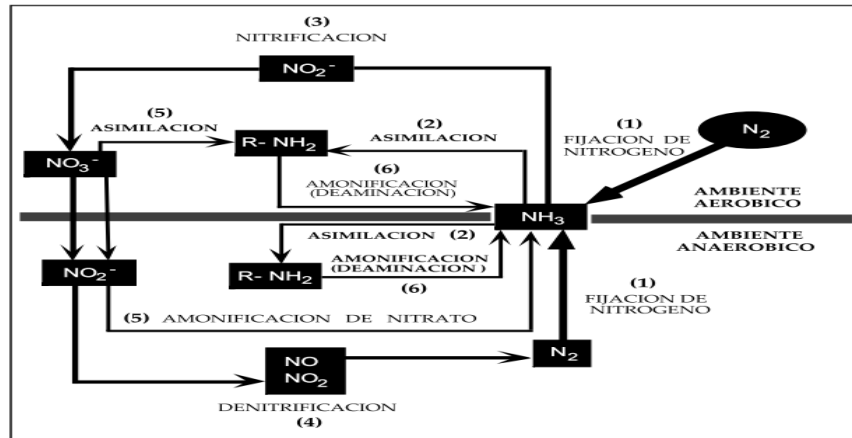 (3)
NITRIFICACION
NO₂⁻
(5)
ASIMILACION
(2)
ASIMILACION
(1)
FIJACION DE
NITROGENO
N₂
NO₃⁻
R- NH₂
(6)
AMONIFICACION
(DEAMINACION)
NH₃
AMBIENTE
AEROBICO
AMBIENTE
ANAEROBICO
ASIMILACION (2)
NO₂⁻
R- NH₂
AMONIFICACION
(DEAMINACION )
(6)
(1)
FIJACION DE
NITROGENO
(5) AMONIFICACION DE NITRATO
NO
NO₂
N₂
DENITRIFICACION
(4)